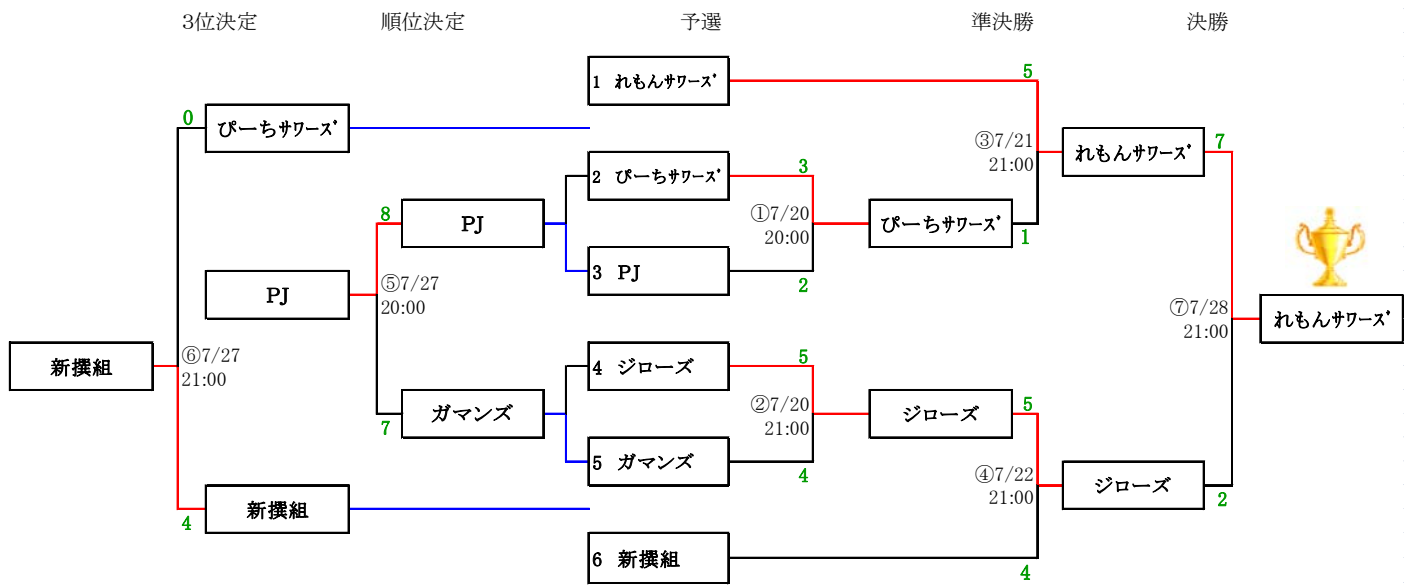 3位決定
順位決定
予選
準決勝
決勝
1 れもんｻﾜｰｽﾞ
5
0
ぴーちｻﾜｰｽﾞ
③7/21
21:00
れもんｻﾜｰｽﾞ
7
2 ぴーちｻﾜｰｽﾞ
3
8
PJ
①7/20
20:00
ぴーちｻﾜｰｽﾞ
1
3 PJ
2
PJ
⑤7/27
20:00
⑦7/28
21:00
れもんｻﾜｰｽﾞ
新撰組
⑥7/27
21:00
4 ジローズ
5
ガマンズ
7
②7/20
21:00
ジローズ
5
5 ガマンズ
4
④7/22
21:00
ジローズ
2
新撰組
4
6 新撰組
4